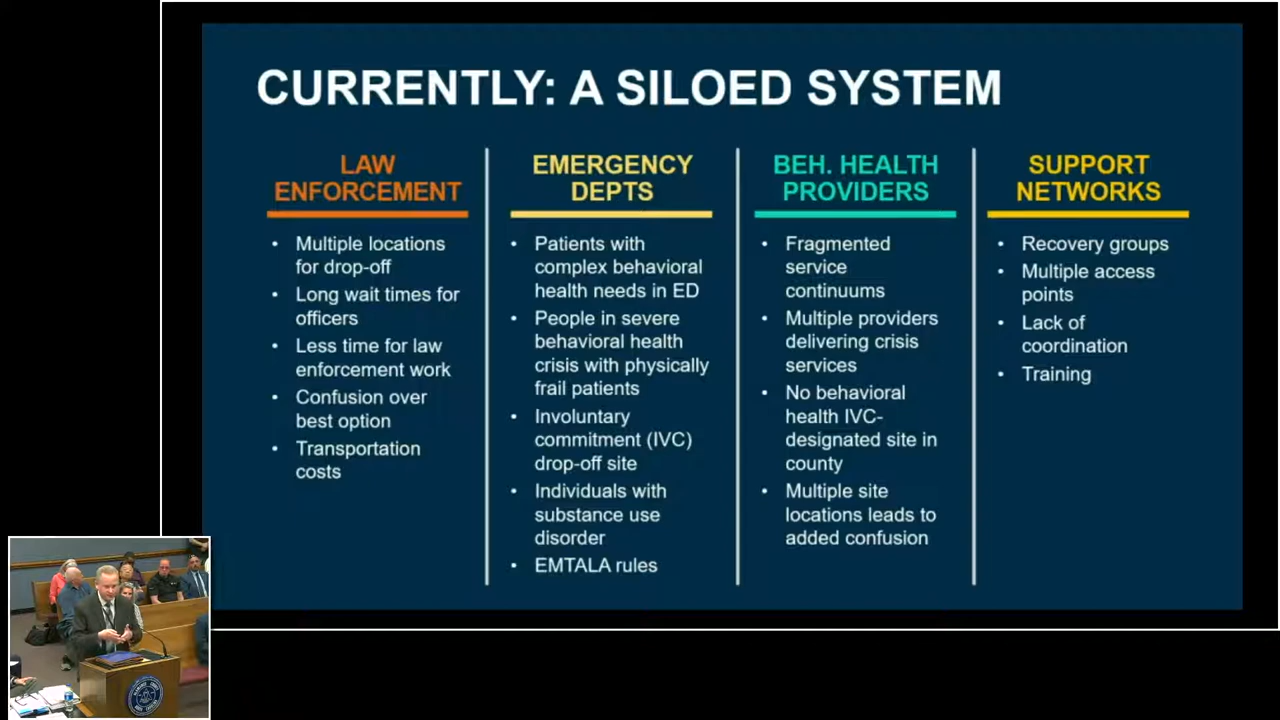 CURRENTLY: A SILOED SYSTEM
LAW
ENFORCEMENT
• Multiple locations
for drop-off
• Long wait times for
officers
• Less time for law
enforcement work
• Confusion over
best option
• Transportation
costs
EMERGENCY
DEPTS
• Patients with
complex behavioral
health needs in ED
• People in severe
behavioral health
crisis with physically
frail patients
• Involuntary
commitment (IVC)
drop-off site
• Individuals with
substance use
disorder
• EMTALA rules
BEH. HEALTH
PROVIDERS
• Fragmented
service
continuums
• Multiple providers
delivering crisis
services
• No behavioral
health IVC-
designated site in
county
• Multiple site
locations leads to
added confusion
SUPPORT
NETWORKS
• Recovery groups
• Multiple access
points
• Lack of
coordination
• Training